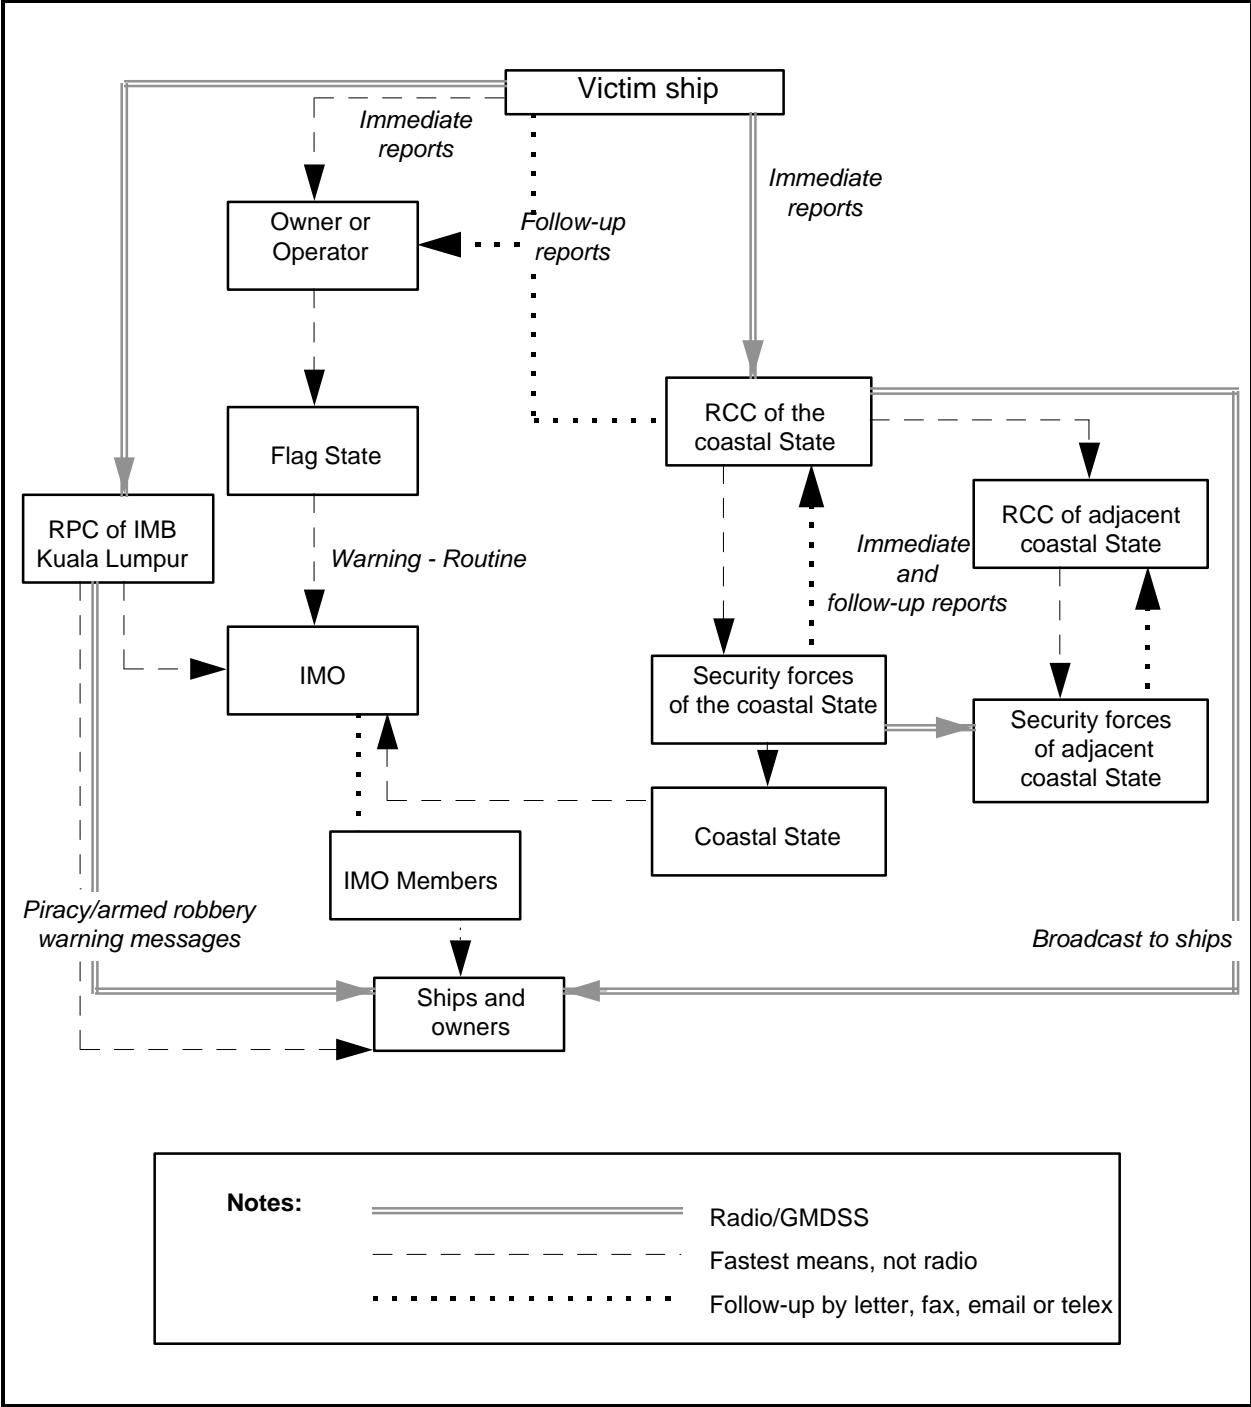 Victim ship
Immediate
reports
Immediate
reports
Owner or
Operator
Follow-up
reports
RCC of the
coastal State
Flag State
RPC of IMB
Kuala Lumpur
RCC of adjacent
coastal State
Warning - Routine
Immediate
and
follow-up reports
IMO
Security forces
of the coastal State
Security forces
of adjacent
coastal State
Coastal State
IMO Members
Piracy/armed robbery
warning messages
Broadcast to ships
Ships and
owners
Notes:
Radio/GMDSS
Fastest means, not radio
Follow-up by letter, fax, email or telex